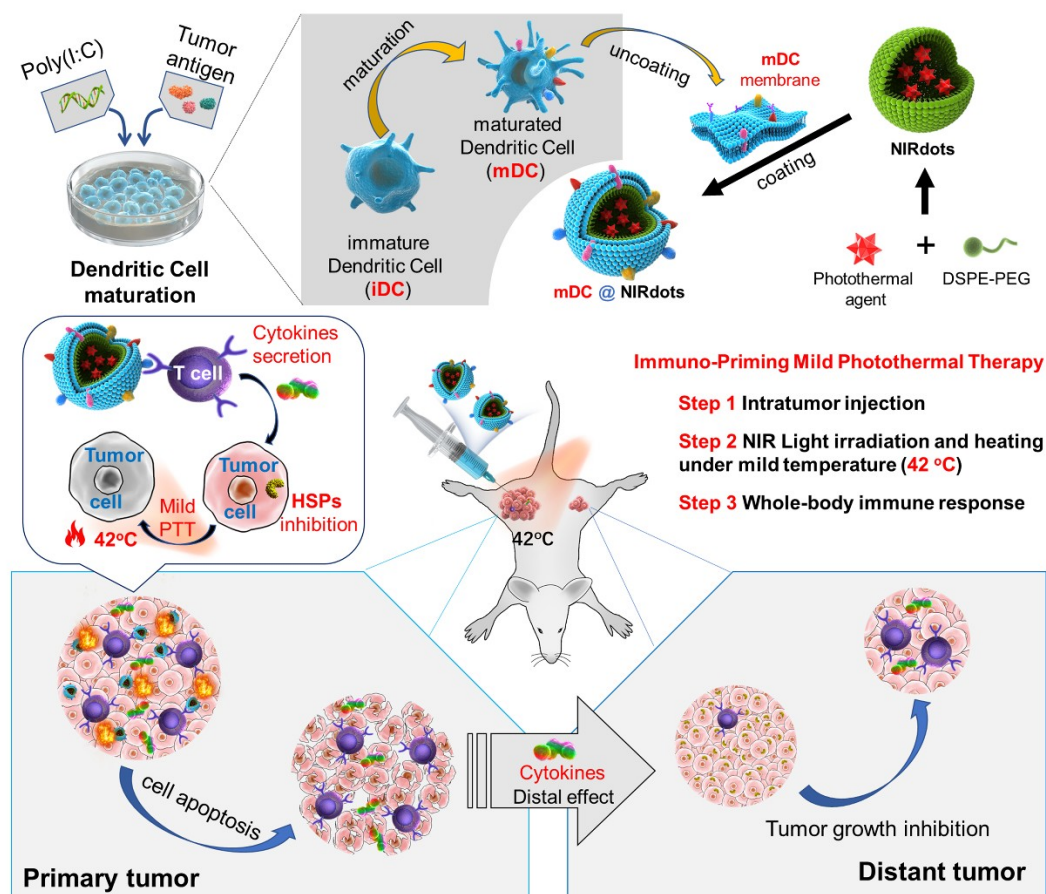 Poly(I:C)
Tumor
antigen
Dendritic Cell
maturation
maturation
maturated
Dendritic Cell
(mDC)
immature
Dendritic Cell
(iDC)
uncoating
mDC
membrane
coating
mDC @ NIRdots
NIRdots
+
Photothermal
agent
DSPE-PEG
T cell
Cytokines
secretion
Tumor
cell
Tumor
cell
HSPs
inhibition
Mild
PTT
42°C
42°C
Immuno-Priming Mild Photothermal Therapy
Step 1 Intratumor injection
Step 2 NIR Light irradiation and heating
under mild temperature (42 °C)
Step 3 Whole-body immune response
cell apoptosis
Primary tumor
Cytokines
Distal effect
Tumor growth inhibition
Distant tumor